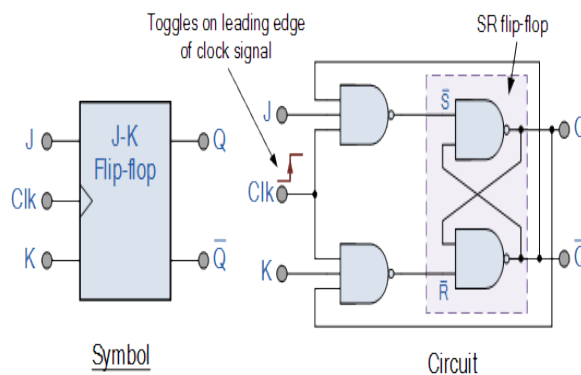 Toggles on leading edge
of clock signal
SR flip-flop
J
J-K
Flip-flop
Q
Clk
K
Q̅
Symbol
J
S̅
Clk
K
R̅
Circuit